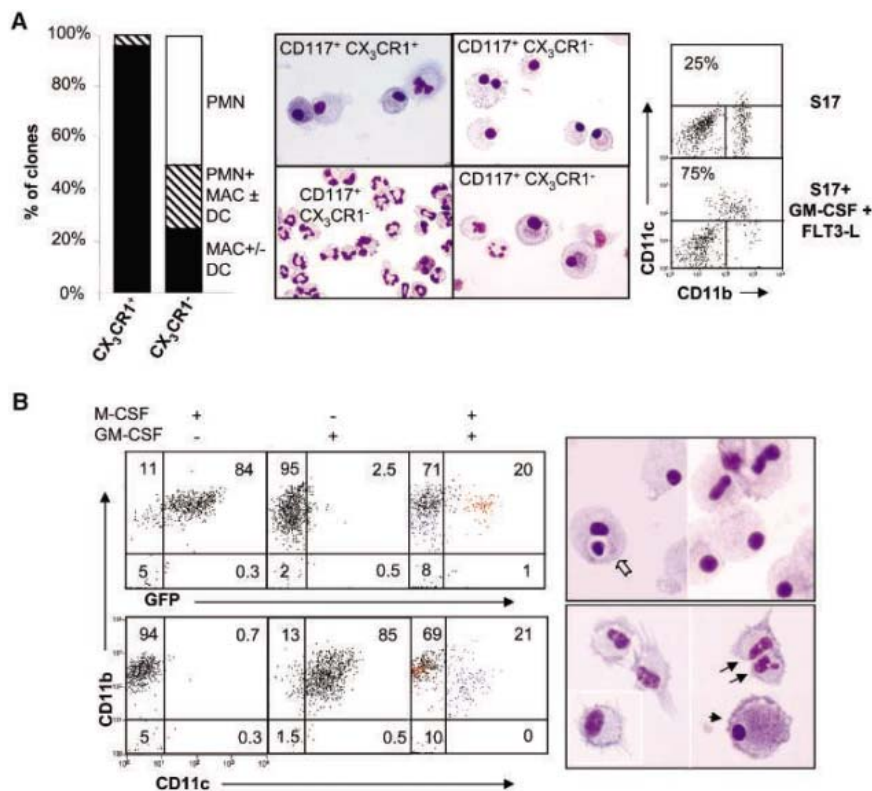 A
100%
80%
60%
40%
20%
0%
% of clones
PMN
PMN+
MAC ±
DC
MAC+/-
DC
CX3CR1+
CX3CR1-
CD117+ CX3CR1+
CD117+ CX3CR1-
CD117+
CX3CR1-
CD117+ CX3CR1-
25%
75%
CD11c
CD11b
S17
S17+
GM-CSF +
FLT3-L
B
M-CSF + - +
GM-CSF - + +
11 84 95 2.5 71 20
5 0.3 2 0.5 8 1
GFP
94 0.7 13 85 69 21
5 0.3 1.5 0.5 10 0
CD11b
CD11c